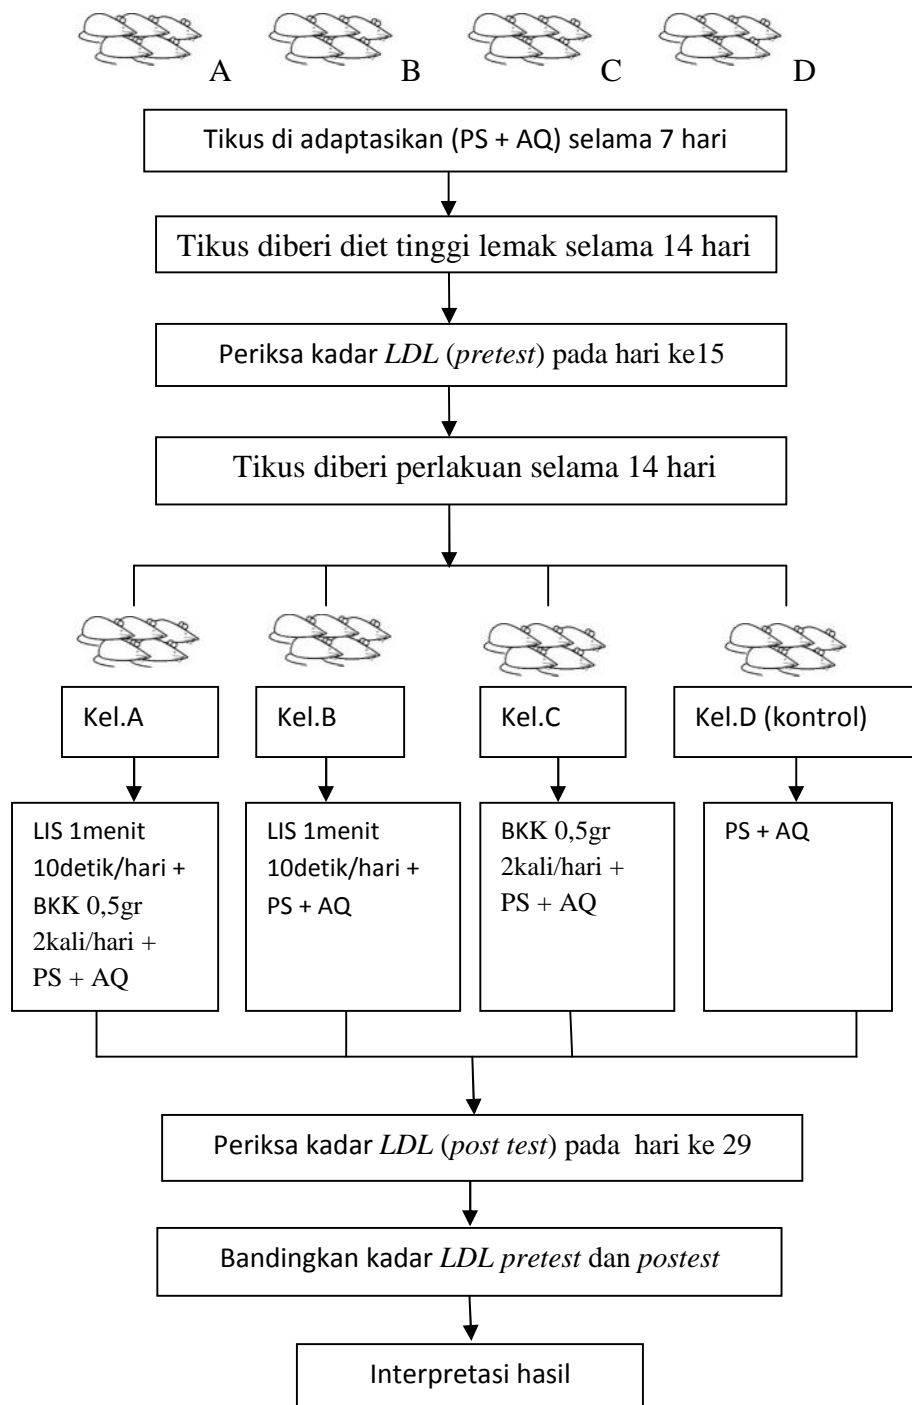 A B C D
Tikus di adaptasikan (PS + AQ) selama 7 hari
Tikus diberi diet tinggi lemak selama 14 hari
Periksa kadar LDL (pretest) pada hari ke15
Tikus diberi perlakuan selama 14 hari
Kel.A
Kel.B
Kel.C
Kel.D (kontrol)
LIS 1menit
10detik/hari +
BKK 0,5gr
2kali/hari +
PS + AQ
LIS 1menit
10detik/hari +
PS + AQ
BKK 0,5gr
2kali/hari +
PS + AQ
PS + AQ
Periksa kadar LDL (post test) pada hari ke 29
Bandingkan kadar LDL pretest dan postest
Interpretasi hasil